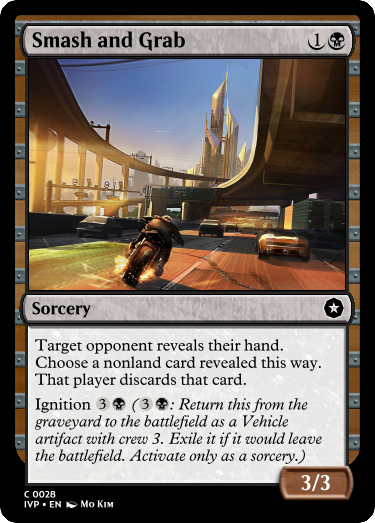 Smash and Grab 1
Sorcery
Target opponent reveals their hand.
Choose a nonland card revealed this way.
That player discards that card.
Ignition 3 (3: Return this from the
graveyard to the battlefield as a Vehicle
artifact with crew 3. Exile it if it would leave
the battlefield. Activate only as a sorcery.)
3/3
C 0028
IVP • EN Mo Kim